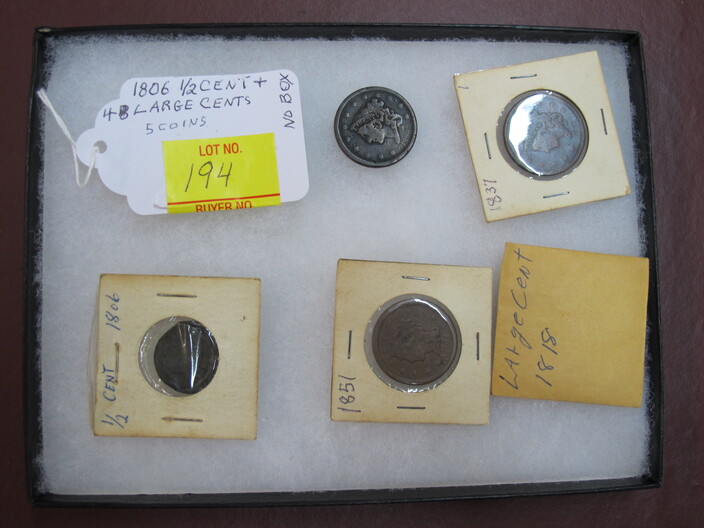 1806 1/2 CENT +
4 LARGE CENTS
5 COINS
NO BOX
LOT NO.
194
BUYER NO.
1837
1/2 CENT 1806
1851
Large Cent
1818